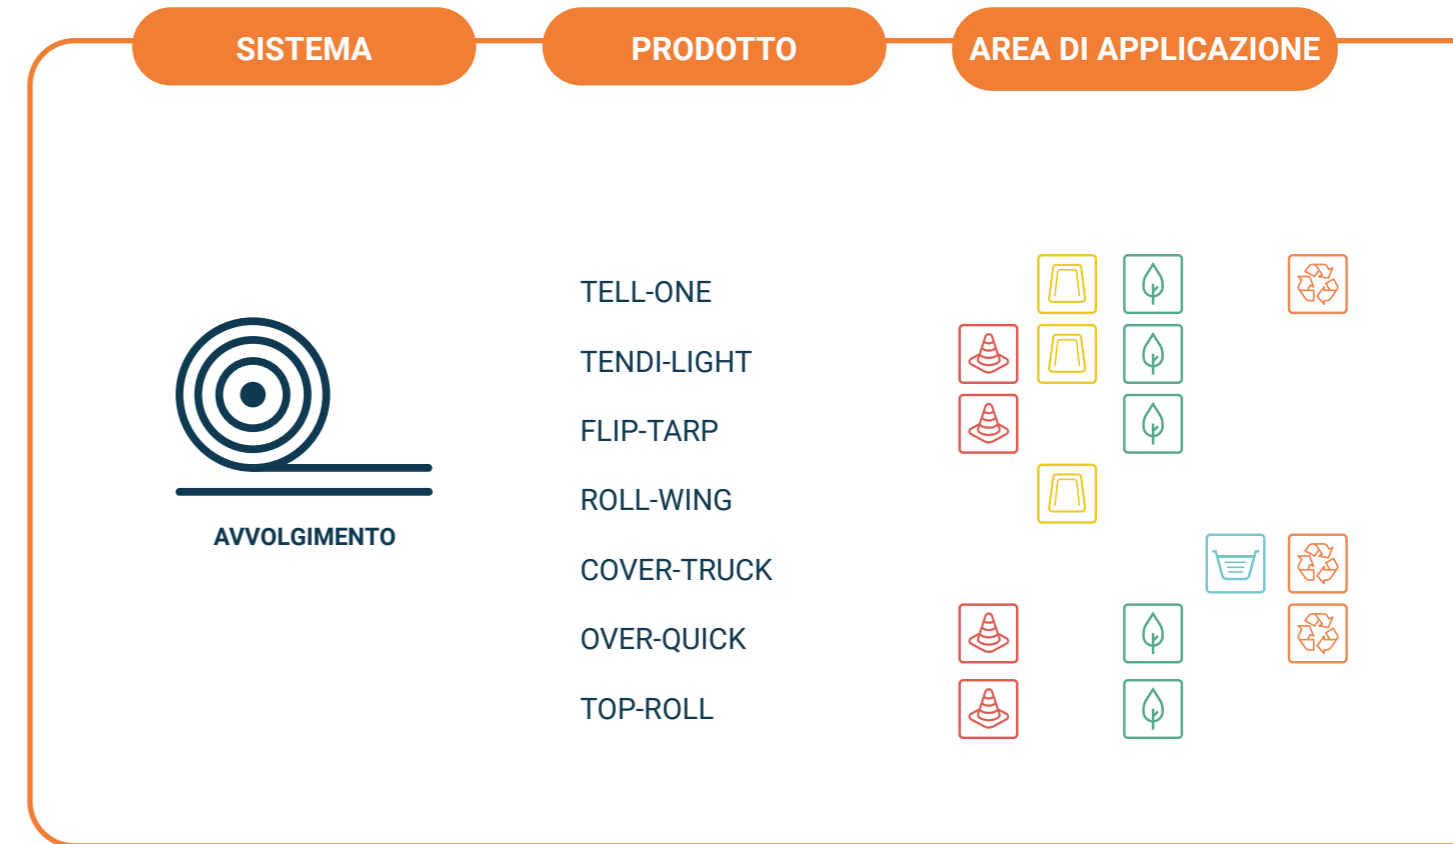 SISTEMA
PRODOTTO
AREA DI APPLICAZIONE
TELL-ONE
TENDI-LIGHT
FLIP-TARP
ROLL-WING
AVVOLGIMENTO
COVER-TRUCK
OVER-QUICK
TOP-ROLL